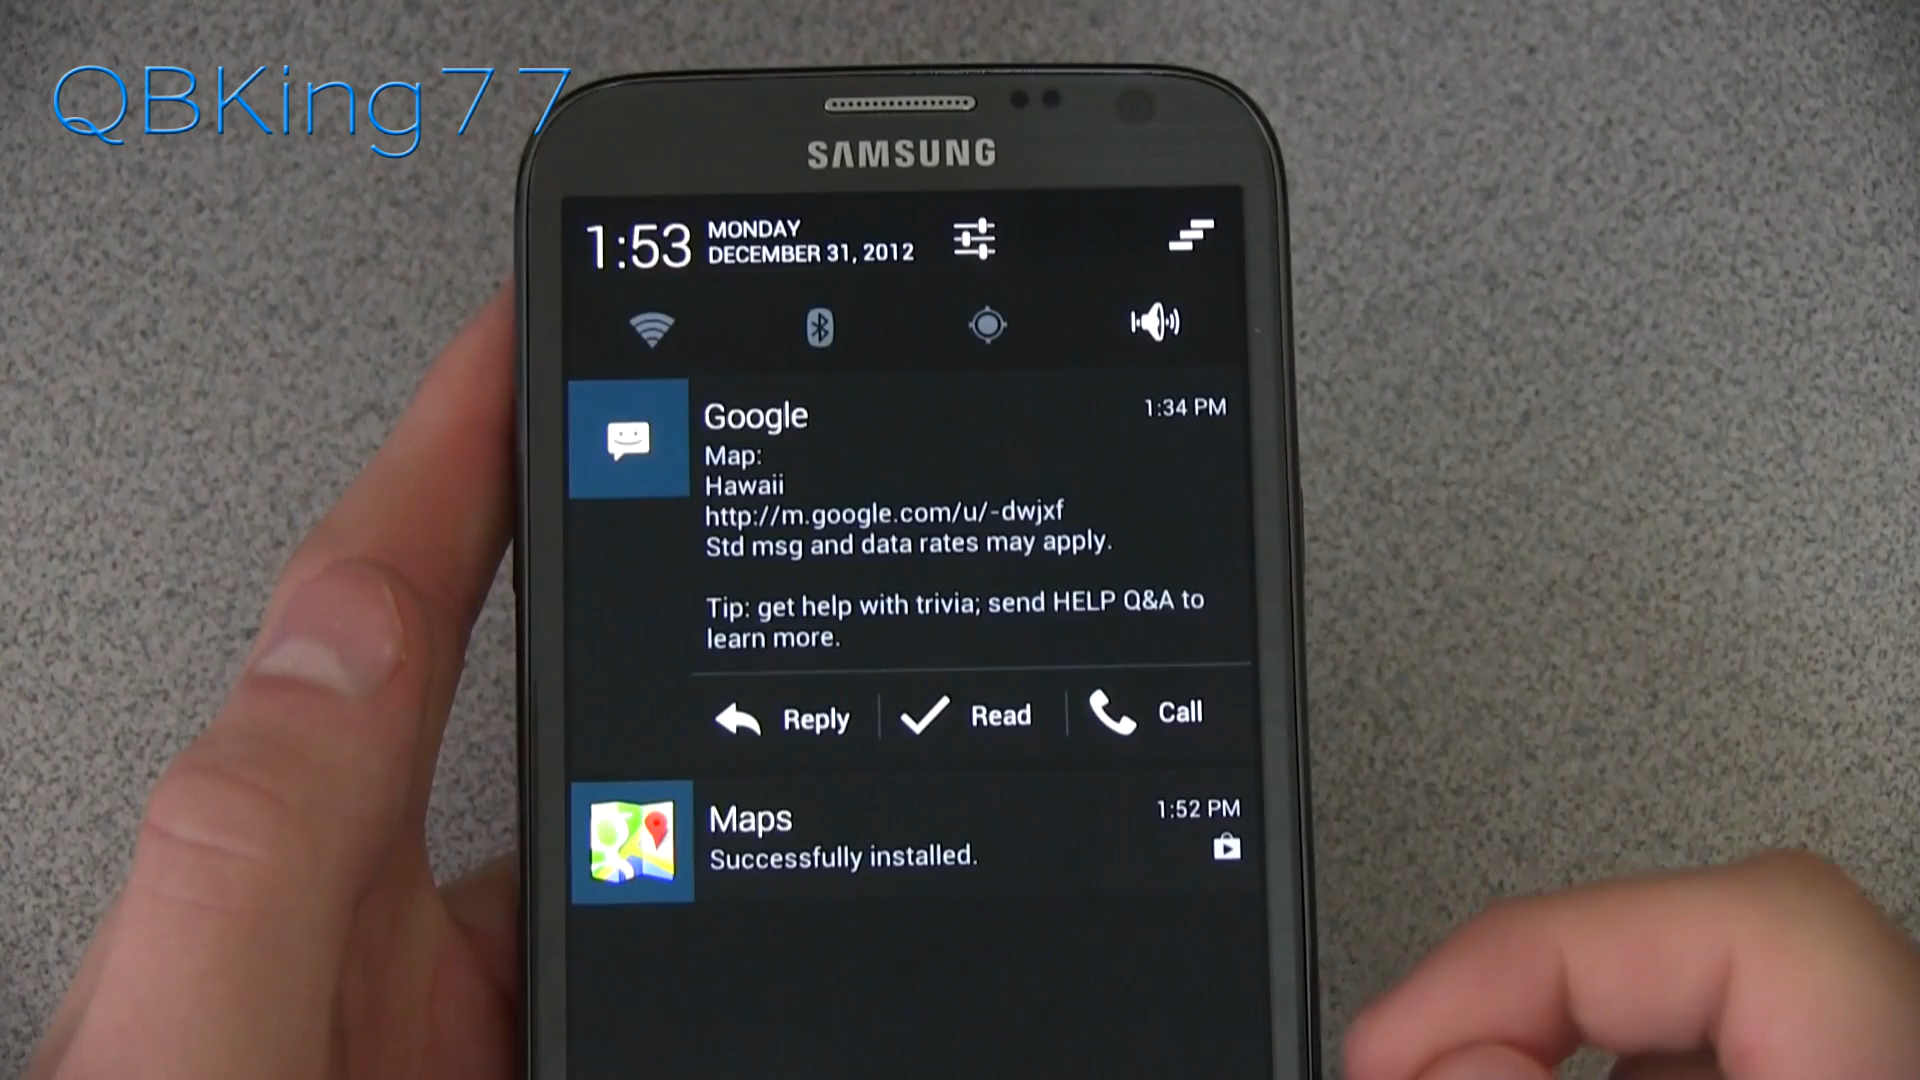 QBKing77
SAMSUNG
1:53
MONDAY
DECEMBER 31, 2012
Google
1:34 PM
Map:
Hawaii
http://m.google.com/u/-dwjxf
Std msg and data rates may apply.
Tip: get help with trivia; send HELP Q&A to
learn more.
Reply
Read
Call
Maps
1:52 PM
Successfully installed.